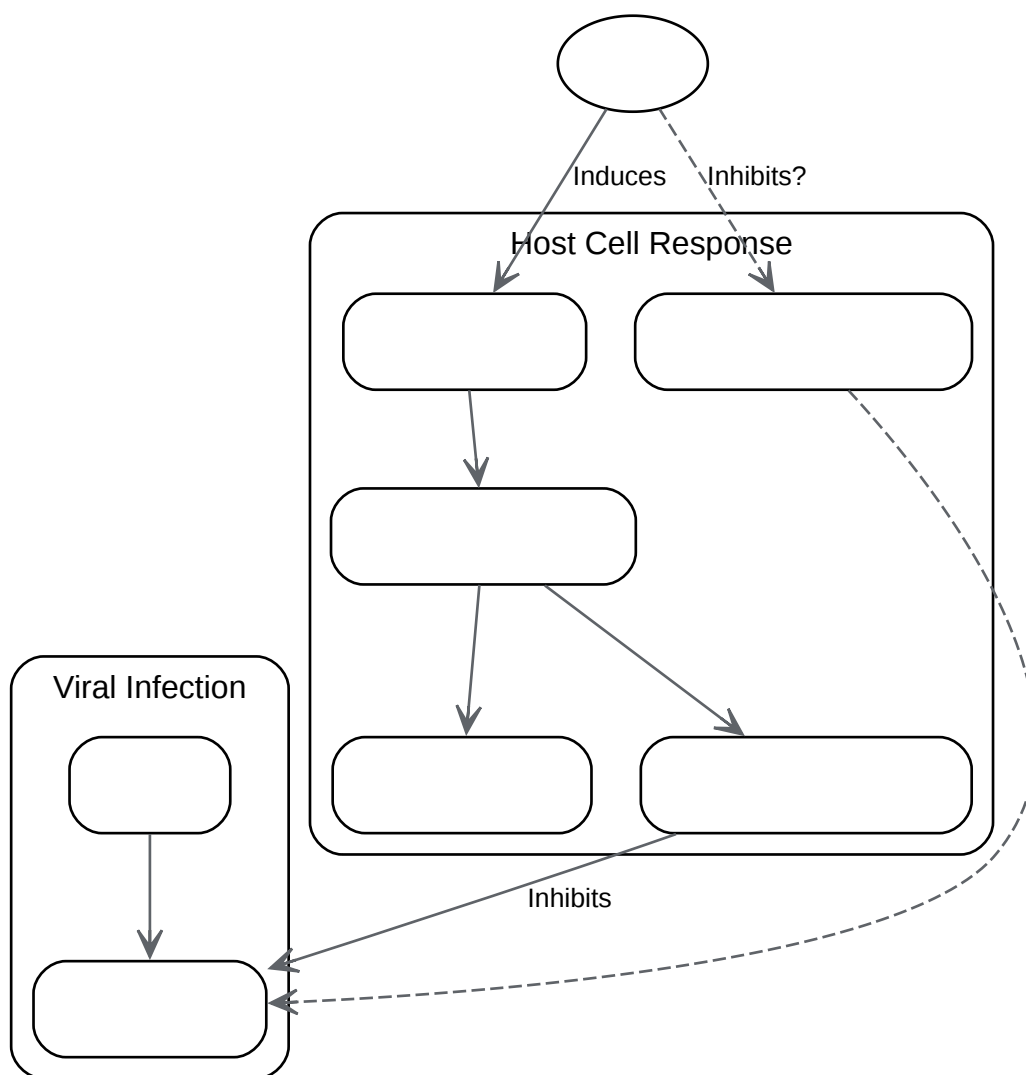 Induces
Inhibits?
Host Cell Response
Viral Infection
Inhibits